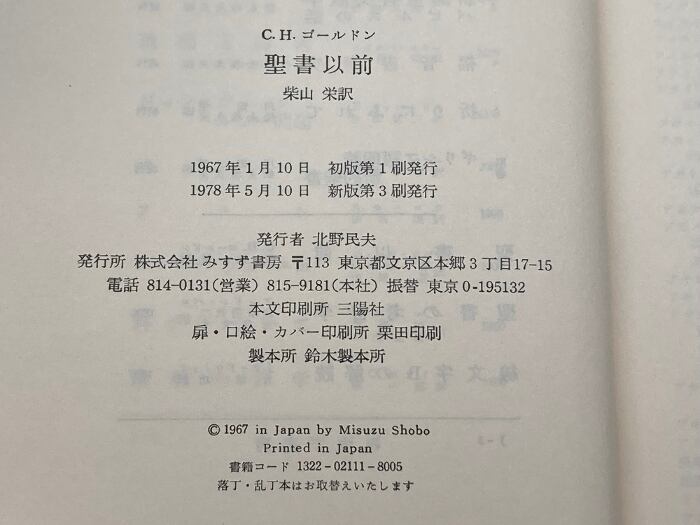 C.H.ゴールドン
聖書以前
柴山 栄訳
1967年1月10日 初版第1刷発行
1978年5月10日 新版第3刷発行
発行者 北野民夫
発行所 株式会社 みすず書房 〒113 東京都文京区本郷3丁目17-15
電話 814-0131(営業) 815-9181(本社) 振替 東京0-195132
本文印刷所 三陽社
扉・口絵・カバー印刷所 栗田印刷
製本所 鈴木製本所
© 1967 in Japan by Misuzu Shobo
Printed in Japan
書籍コード 1322-02111-8005
落丁・乱丁本はお取替えいたします